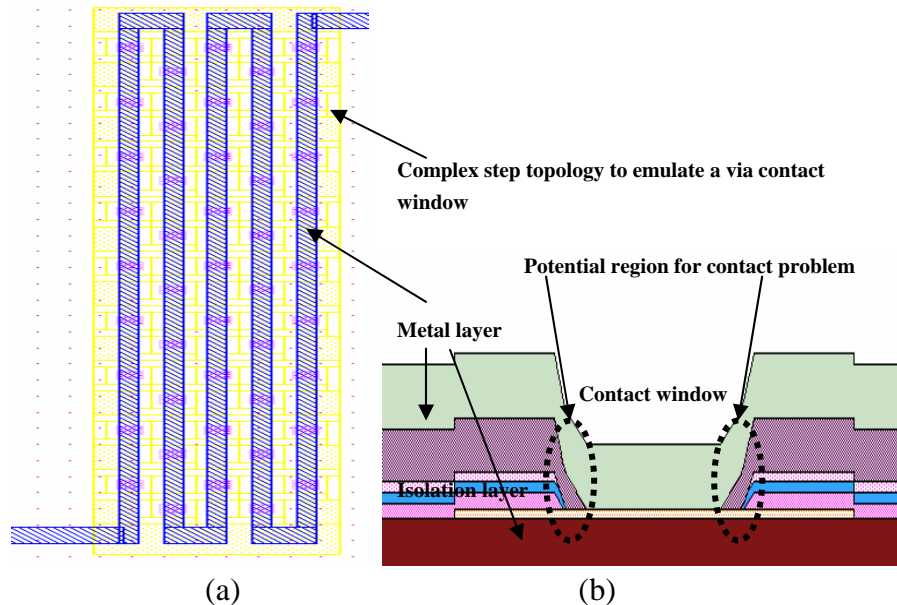 Complex step topology to emulate a via contact
window
Potential region for contact problem
Metal layer
Contact window
Isolation layer
(a)
(b)